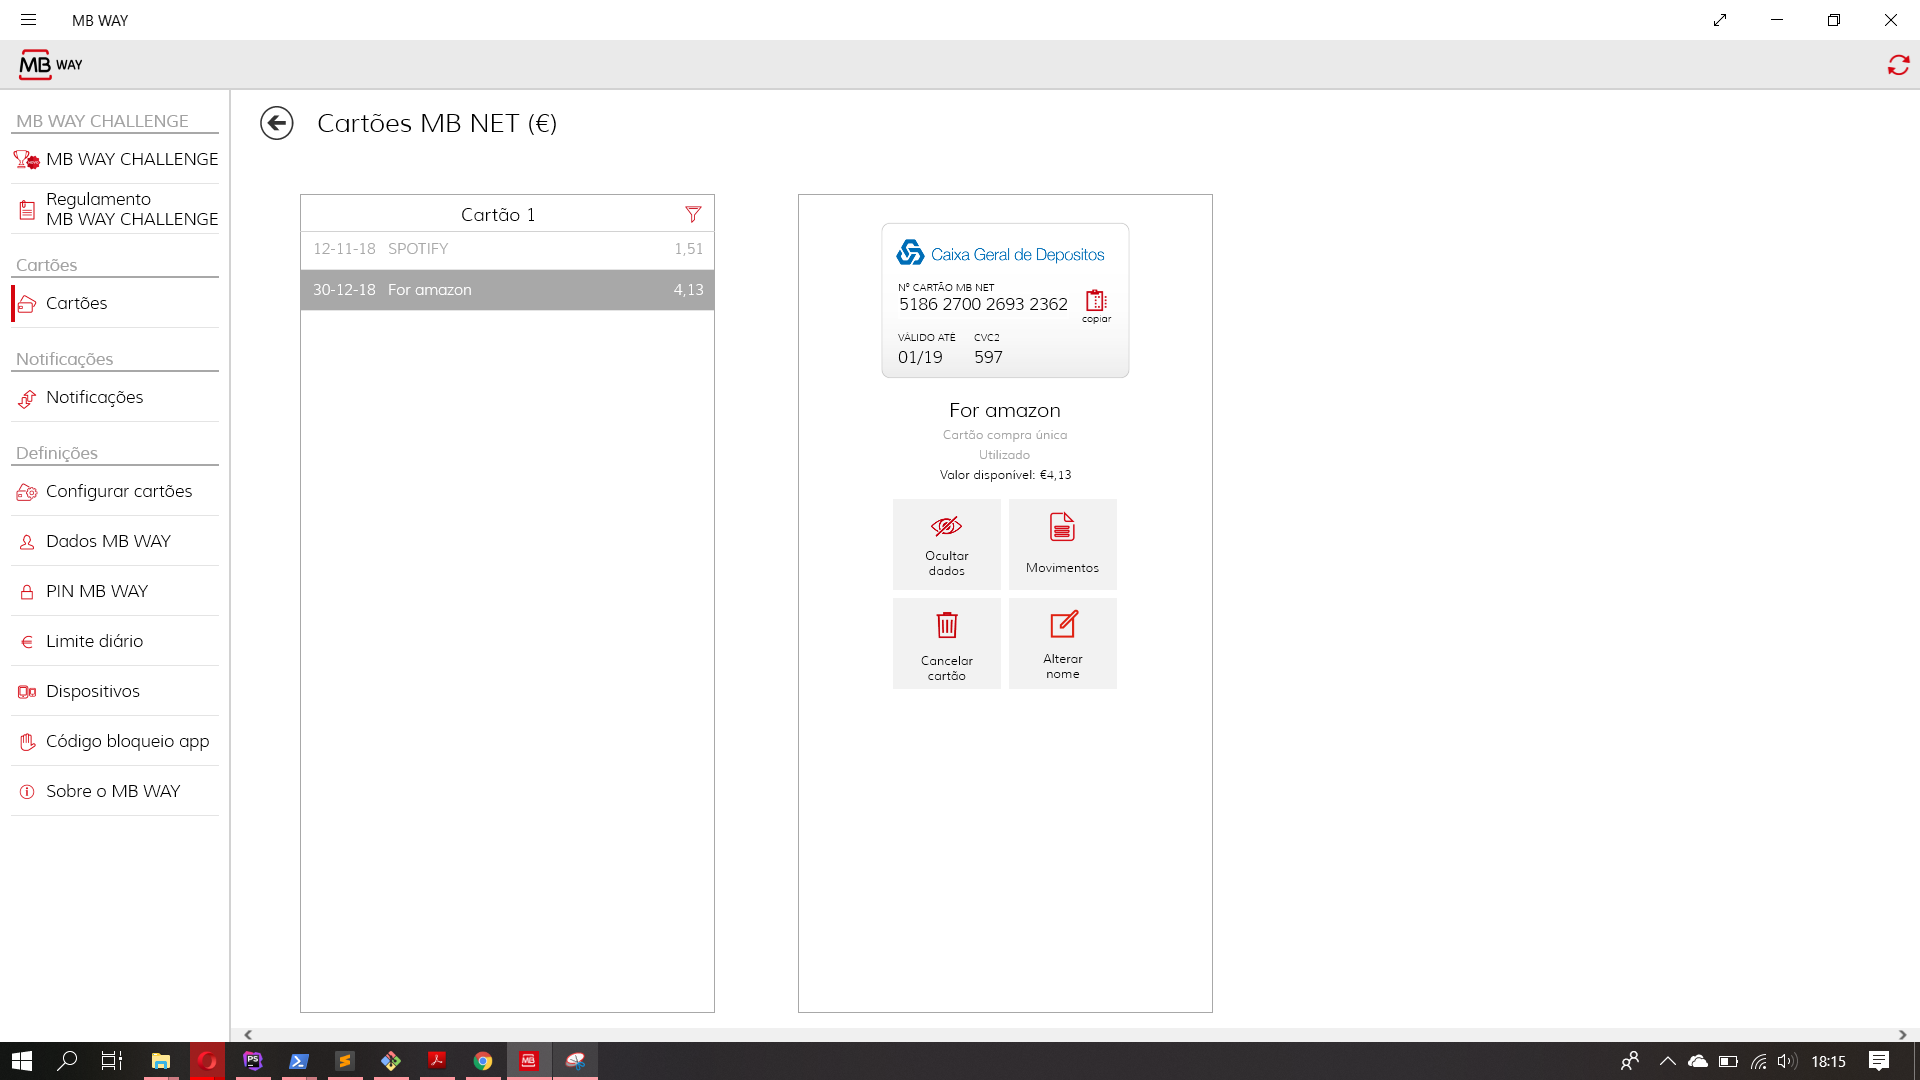 MB WAY
MB WAY
MB WAY CHALLENGE
MB WAY CHALLENGE
Regulamento
MB WAY CHALLENGE
Cartões
Cartões
Notificações
Notificações
Definições
Configurar cartões
Dados MB WAY
PIN MB WAY
Limite diário
Dispositivos
Código bloqueio app
Sobre o MB WAY
Cartões MB NET (€)
Cartão 1
12-11-18 SPOTIFY 1,51
30-12-18 For amazon 4,13
Caixa Geral de Depositos
Nº CARTÃO MB NET
5186 2700 2693 2362
copiar
VÁLIDO ATÉ CVC2
01/19 597
For amazon
Cartão compra única
Utilizado
Valor disponível: €4,13
Ocultar
dados
Movimentos
Cancelar
cartão
Alterar
nome
PS
MB
18:15